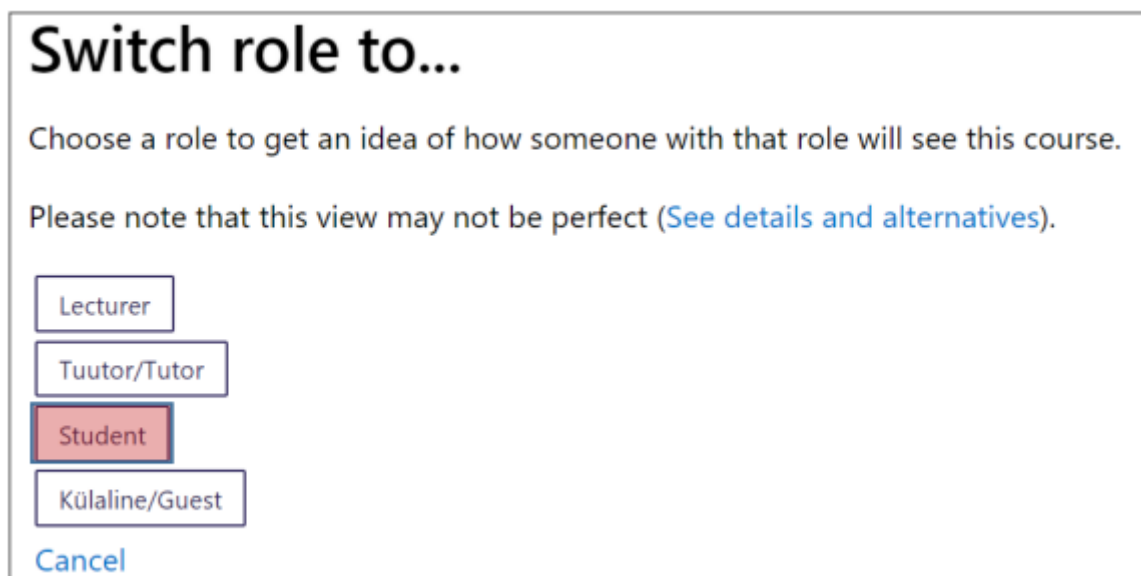 Switch role to...
Choose a role to get an idea of how someone with that role will see this course.
Please note that this view may not be perfect (See details and alternatives).
Lecturer
Tuutor/Tutor
Student
Külaline/Guest
Cancel